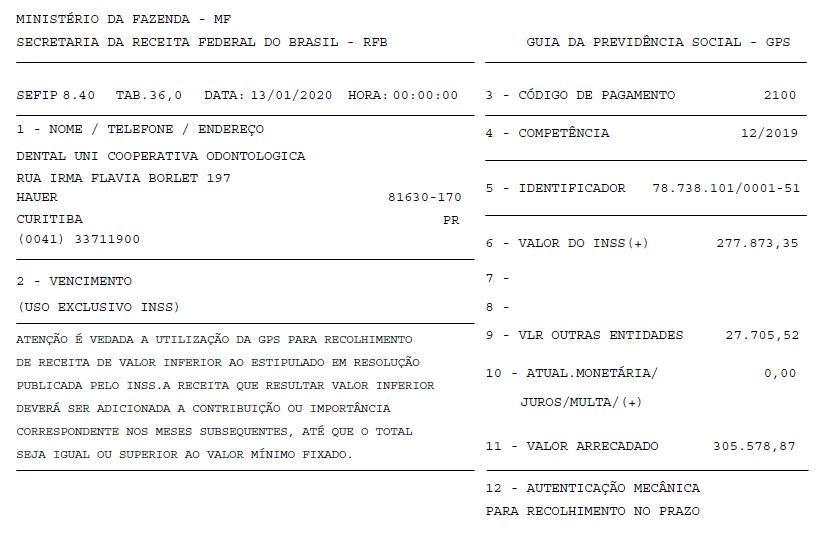 MINISTÉRIO DA FAZENDA - MF
SECRETARIA DA RECEITA FEDERAL DO BRASIL - RFB
GUIA DA PREVIDÊNCIA SOCIAL - GPS
SEFIP 8.40 TAB.36,0 DATA: 13/01/2020 HORA: 00:00:00
1 - NOME / TELEFONE / ENDEREÇO
DENTAL UNI COOPERATIVA ODONTOLOGICA
RUA IRMA FLAVIA BORLET 197
HAUER 81630-170
CURITIBA PR
(0041) 33711900
2 - VENCIMENTO
(USO EXCLUSIVO INSS)
ATENÇÃO É VEDADA A UTILIZAÇÃO DA GPS PARA RECOLHIMENTO
DE RECEITA DE VALOR INFERIOR AO ESTIPULADO EM RESOLUÇÃO
PUBLICADA PELO INSS.A RECEITA QUE RESULTAR VALOR INFERIOR
DEVERÁ SER ADICIONADA A CONTRIBUIÇÃO OU IMPORTÂNCIA
CORRESPONDENTE NOS MESES SUBSEQUENTES, ATÉ QUE O TOTAL
SEJA IGUAL OU SUPERIOR AO VALOR MÍNIMO FIXADO.
3 - CÓDIGO DE PAGAMENTO 2100
4 - COMPETÊNCIA 12/2019
5 - IDENTIFICADOR 78.738.101/0001-51
6 - VALOR DO INSS(+) 277.873,35
7 -
8 -
9 - VLR OUTRAS ENTIDADES 27.705,52
10 - ATUAL.MONETÁRIA/ 0,00
JUROS/MULTA/(+)
11 - VALOR ARRECADADO 305.578,87
12 - AUTENTICAÇÃO MECÂNICA
PARA RECOLHIMENTO NO PRAZO